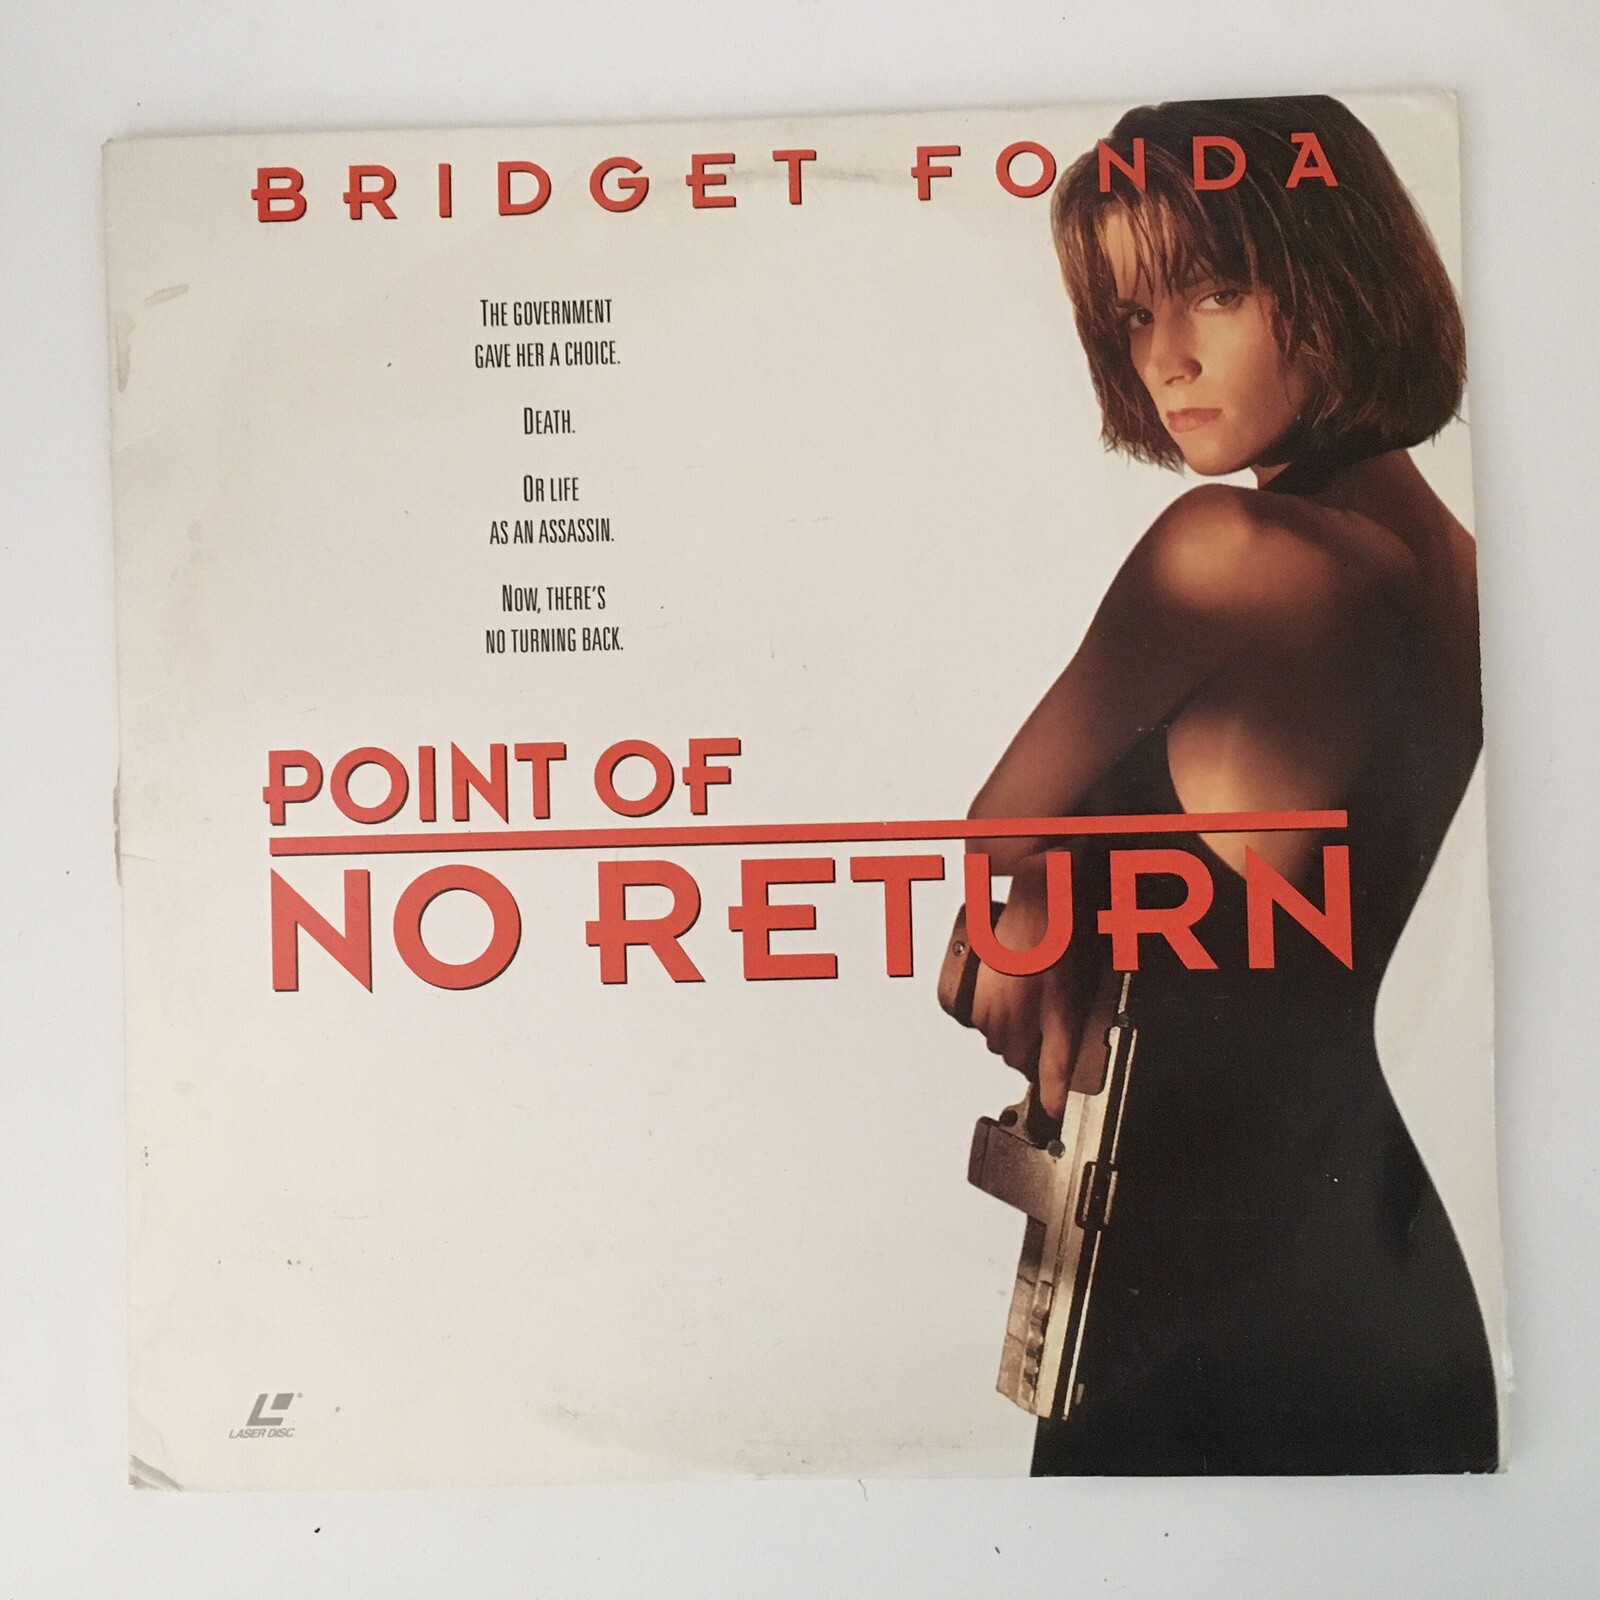 BRIDGET FONDA
THE GOVERNMENT
GAVE HER A CHOICE.
DEATH.
OR LIFE
AS AN ASSASSIN.
NOW, THERE'S
NO TURNING BACK.
POINT OF
NO RETURN
LASER DISC